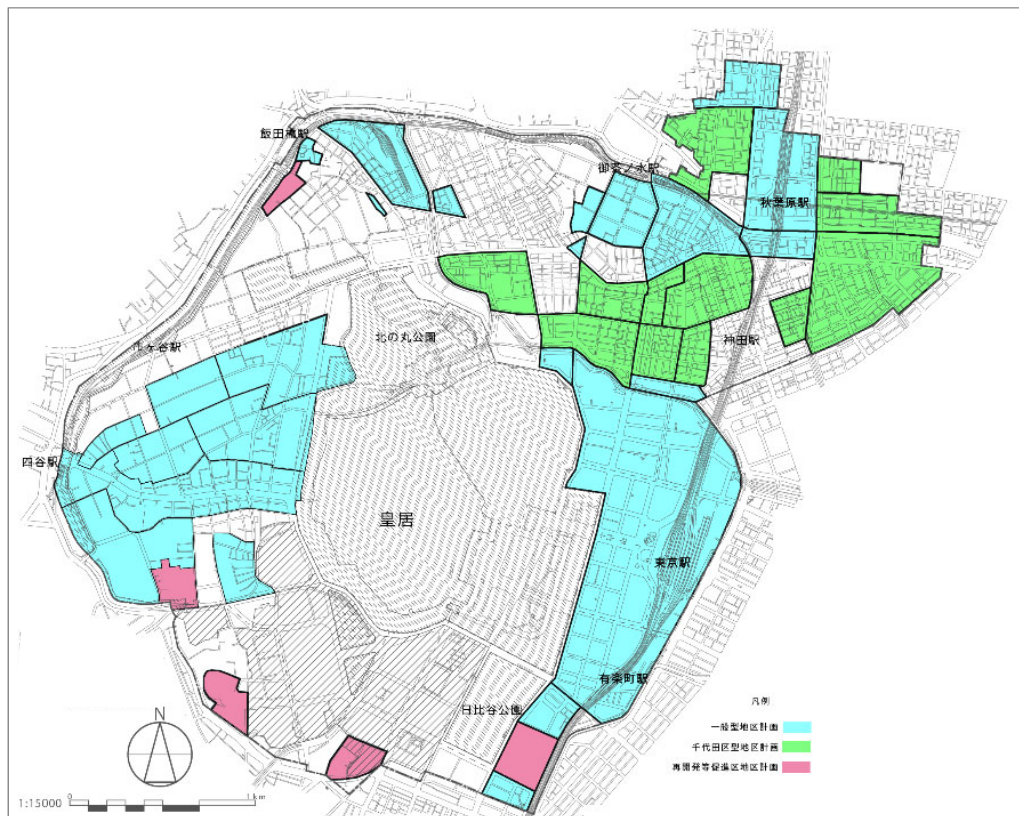 飯田橋駅
御茶ノ水駅
秋葉原駅
北の丸公園
市ヶ谷駅
神田駅
四谷駅
皇居
東京駅
有楽町駅
日比谷公園
凡例
一般型地区計画
千代田区型地区計画
再開発等促進区地区計画
N
1:15000
0
1km